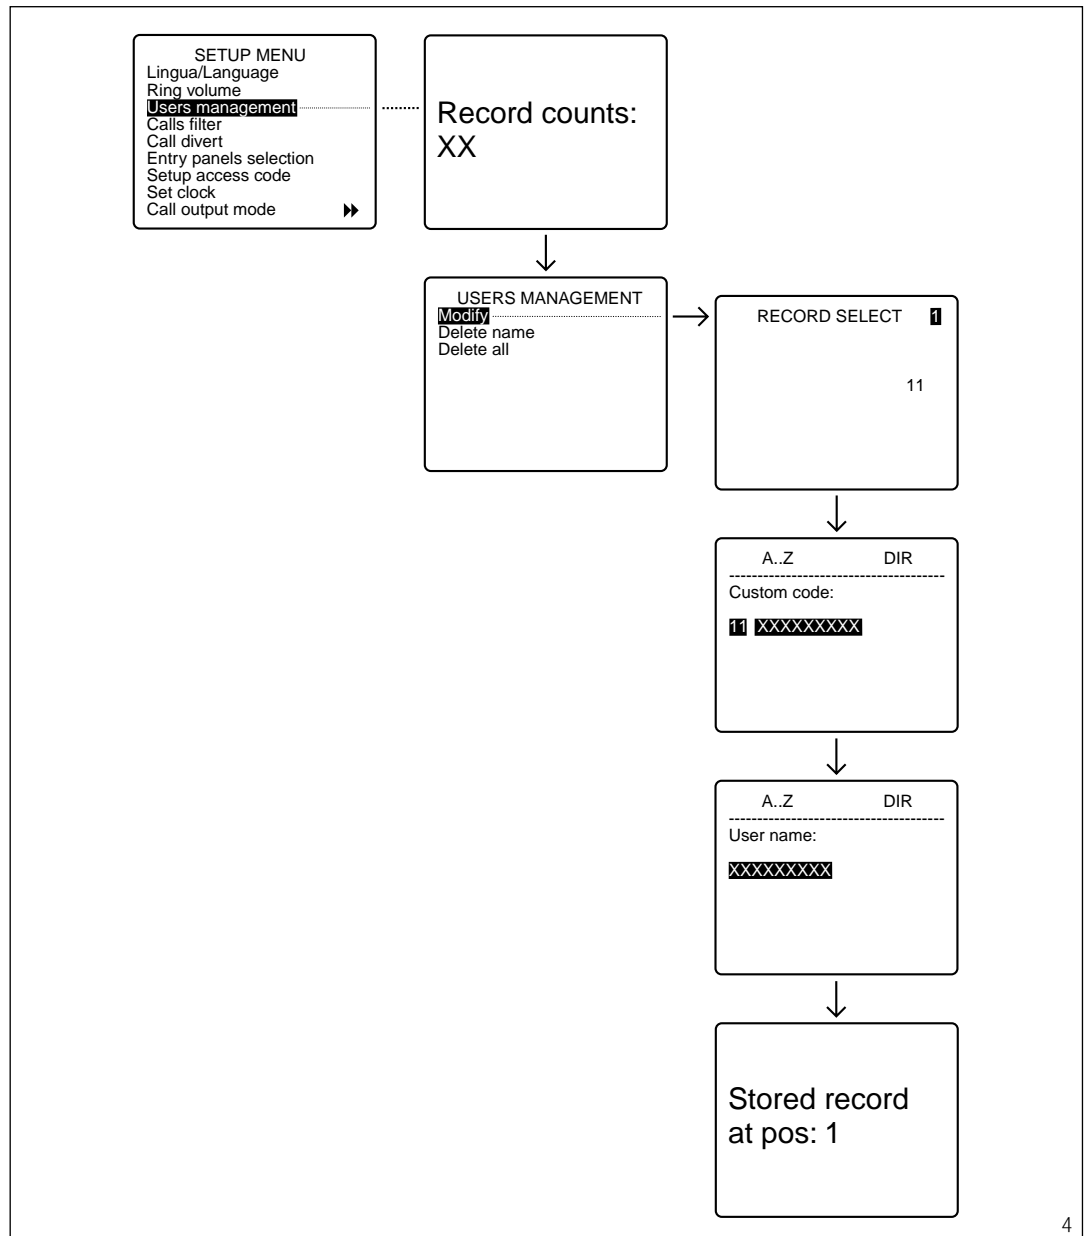 SETUP MENU
Lingua/Language
Ring volume
Users management
Calls filter
Call divert
Entry panels selection
Setup access code
Set clock
Call output mode
Record counts:
XX
USERS MANAGEMENT
Modify
Delete name
Delete all
RECORD SELECT 1
11
A..Z DIR
Custom code:
11 XXXXXXXXX
A..Z DIR
User name:
XXXXXXXXX
Stored record
at pos: 1
4